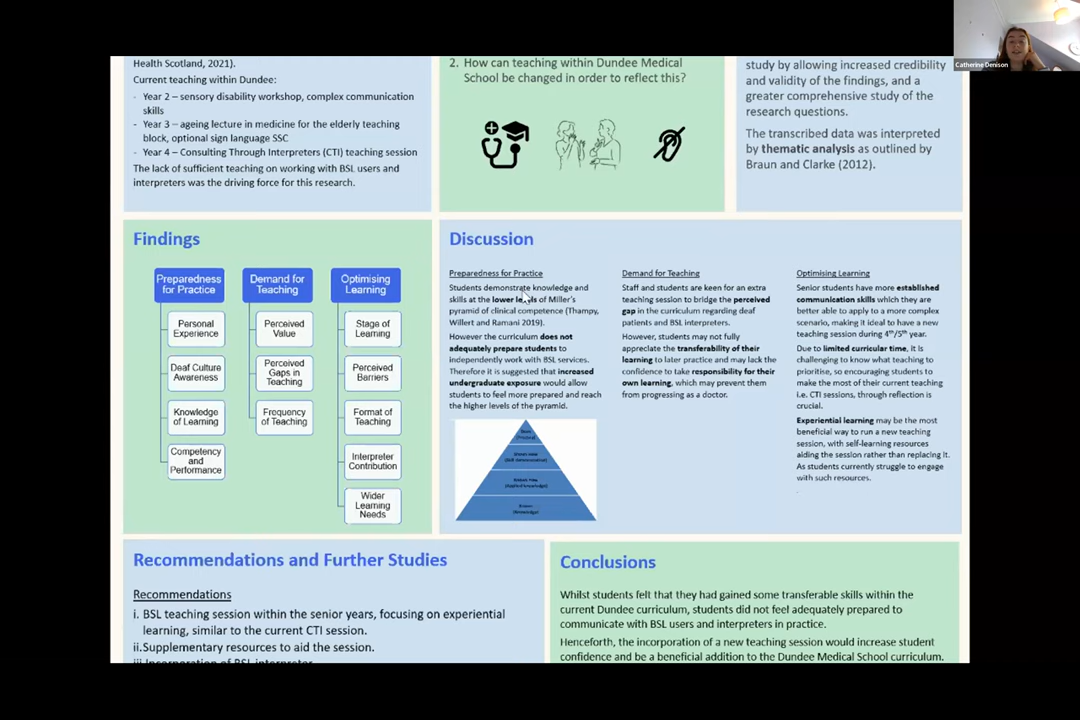 Catherine Denison
Health Scotland, 2021).
Current teaching within Dundee:
- Year 2 – sensory disability workshop, complex communication
skills
- Year 3 – ageing lecture in medicine for the elderly teaching
block, optional sign language SSC
- Year 4 – Consulting Through Interpreters (CTI) teaching session
The lack of sufficient teaching on working with BSL users and
interpreters was the driving force for this research.
2. How can teaching within Dundee Medical
School be changed in order to reflect this?
study by allowing increased credibility
and validity of the findings, and a
greater comprehensive study of the
research questions.
The transcribed data was interpreted
by thematic analysis as outlined by
Braun and Clarke (2012).
Findings
Preparedness
for Practice
Personal
Experience
Deaf Culture
Awareness
Knowledge
of Learning
Competency
and
Performance
Demand for
Teaching
Perceived
Value
Perceived
Gaps in
Teaching
Frequency
of Teaching
Optimising
Learning
Stage of
Learning
Perceived
Barriers
Format of
Teaching
Interpreter
Contribution
Wider
Learning
Needs
Discussion
Preparedness for Practice
Students demonstrate knowledge and
skills at the lower levels of Miller's
pyramid of clinical competence (Thampy,
Willert and Ramani 2019).
However the curriculum does not
adequately prepare students to
independently work with BSL services.
Therefore it is suggested that increased
undergraduate exposure would allow
students to feel more prepared and reach
the higher levels of the pyramid.
Demand for Teaching
Staff and students are keen for an extra
teaching session to bridge the perceived
gap in the curriculum regarding deaf
patients and BSL interpreters.
However, students may not fully
appreciate the transferability of their
learning to later practice and may lack the
confidence to take responsibility for their
own learning, which may prevent them
from progressing as a doctor.
Optimising Learning
Senior students have more established
communication skills which they are
better able to apply to a more complex
scenario, making it ideal to have a new
teaching session during 4th/5th year.
Due to limited curricular time, it is
challenging to know what teaching to
prioritise, so encouraging students to
make the most of their current teaching
i.e. CTI sessions, through reflection is
crucial.
Experiential learning may be the most
beneficial way to run a new teaching
session, with self-learning resources
aiding the session rather than replacing it.
As students currently struggle to engage
with such resources.
Recommendations and Further Studies
Recommendations
i. BSL teaching session within the senior years, focusing on experiential
learning, similar to the current CTI session.
ii.Supplementary resources to aid the session.
iii.Incorporation of BSL interpreter
Conclusions
Whilst students felt that they had gained some transferable skills within the
current Dundee curriculum, students did not feel adequately prepared to
communicate with BSL users and interpreters in practice.
Henceforth, the incorporation of a new teaching session would increase student
confidence and be a beneficial addition to the Dundee Medical School curriculum.